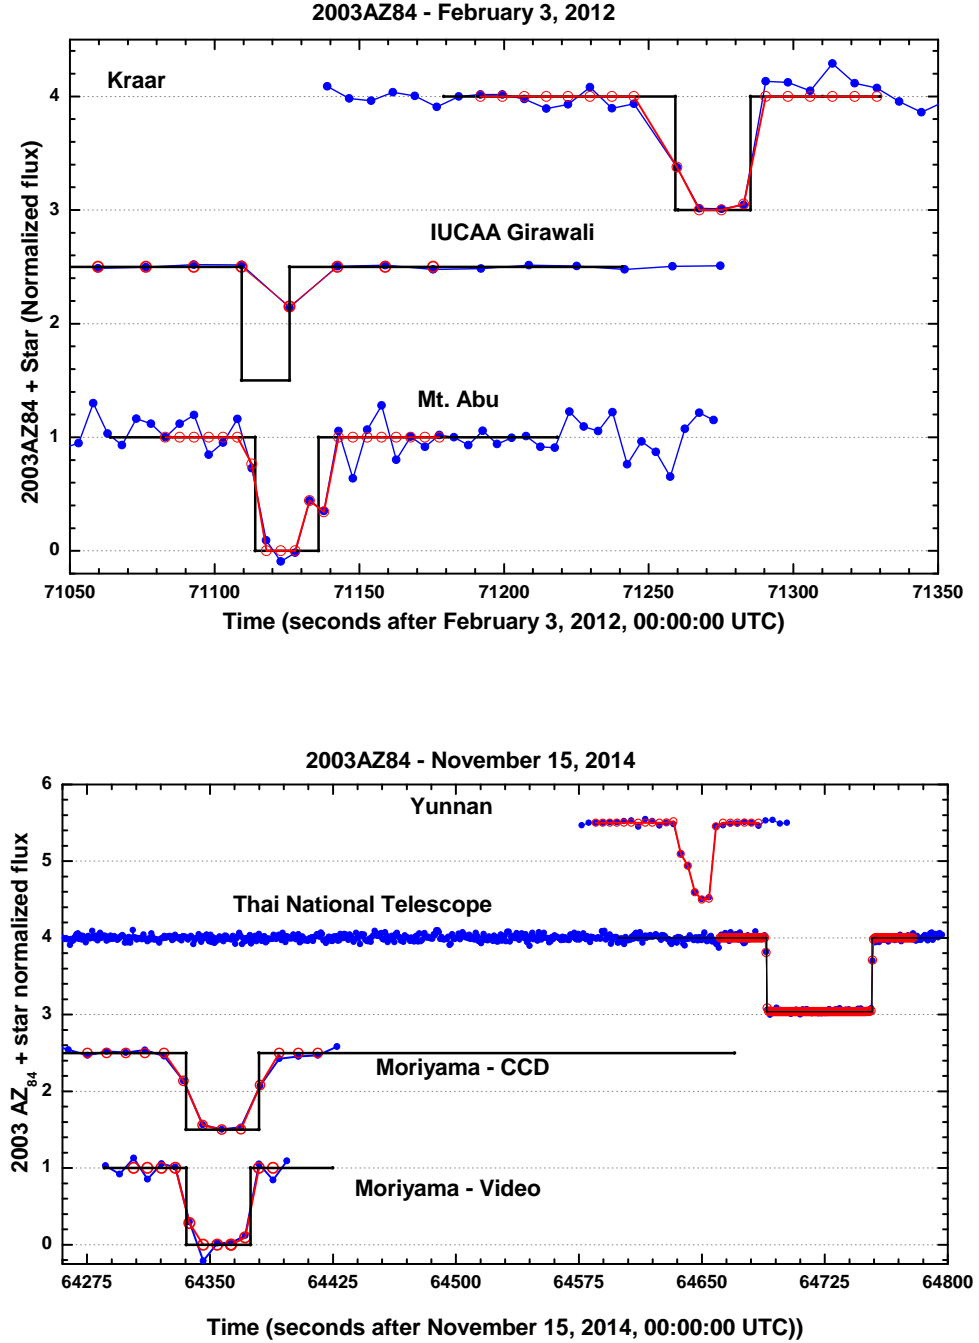 2003AZ84 - February 3, 2012
Kraar
IUCAA Girawali
Mt. Abu
2003AZ84 + Star (Normalized flux)
4
3
2
1
0
71050 71100 71150 71200 71250 71300 71350
Time (seconds after February 3, 2012, 00:00:00 UTC)
2003AZ84 - November 15, 2014
Yunnan
Thai National Telescope
Moriyama - CCD
Moriyama - Video
2003 AZ84 + star normalized flux
6
5
4
3
2
1
0
64275 64350 64425 64500 64575 64650 64725 64800
Time (seconds after November 15, 2014, 00:00:00 UTC))